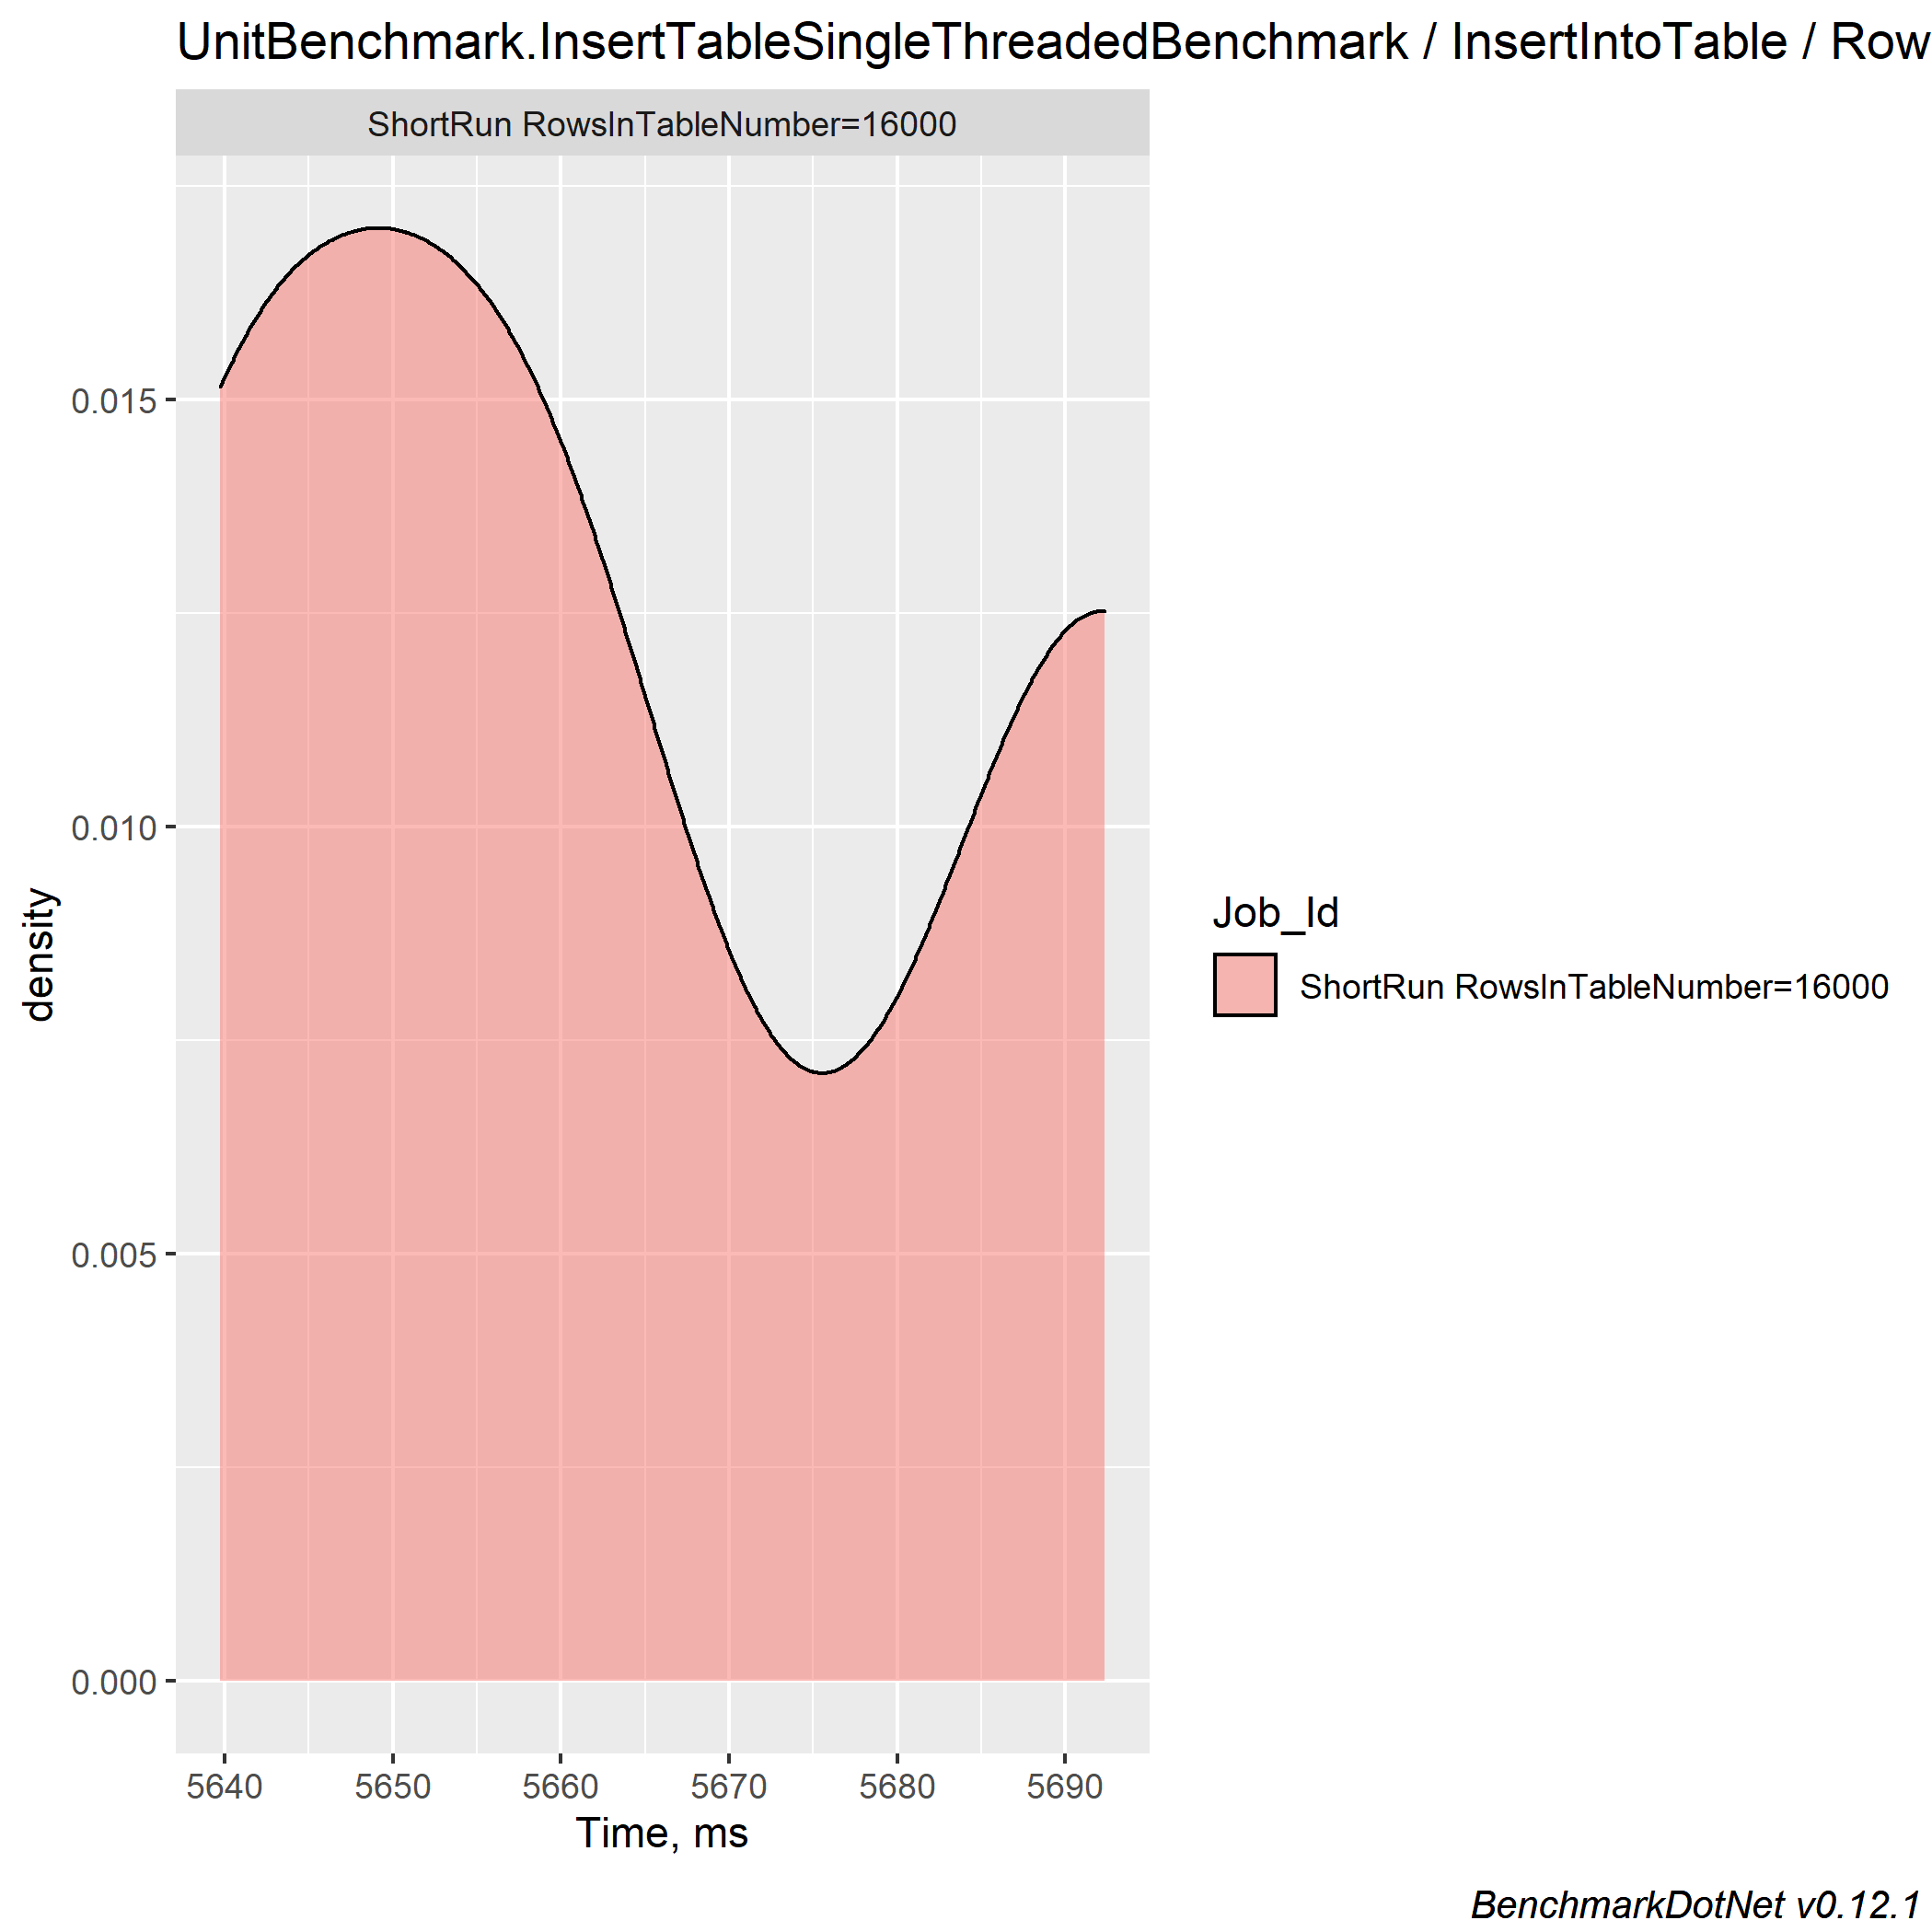 UnitBenchmark.InsertTableSingleThreadedBenchmark / InsertIntoTable / Row
ShortRun RowsInTableNumber=16000
0.015
0.010
0.005
0.000
density
5640 5650 5660 5670 5680 5690
Time, ms
Job_Id
ShortRun RowsInTableNumber=16000
BenchmarkDotNet v0.12.1